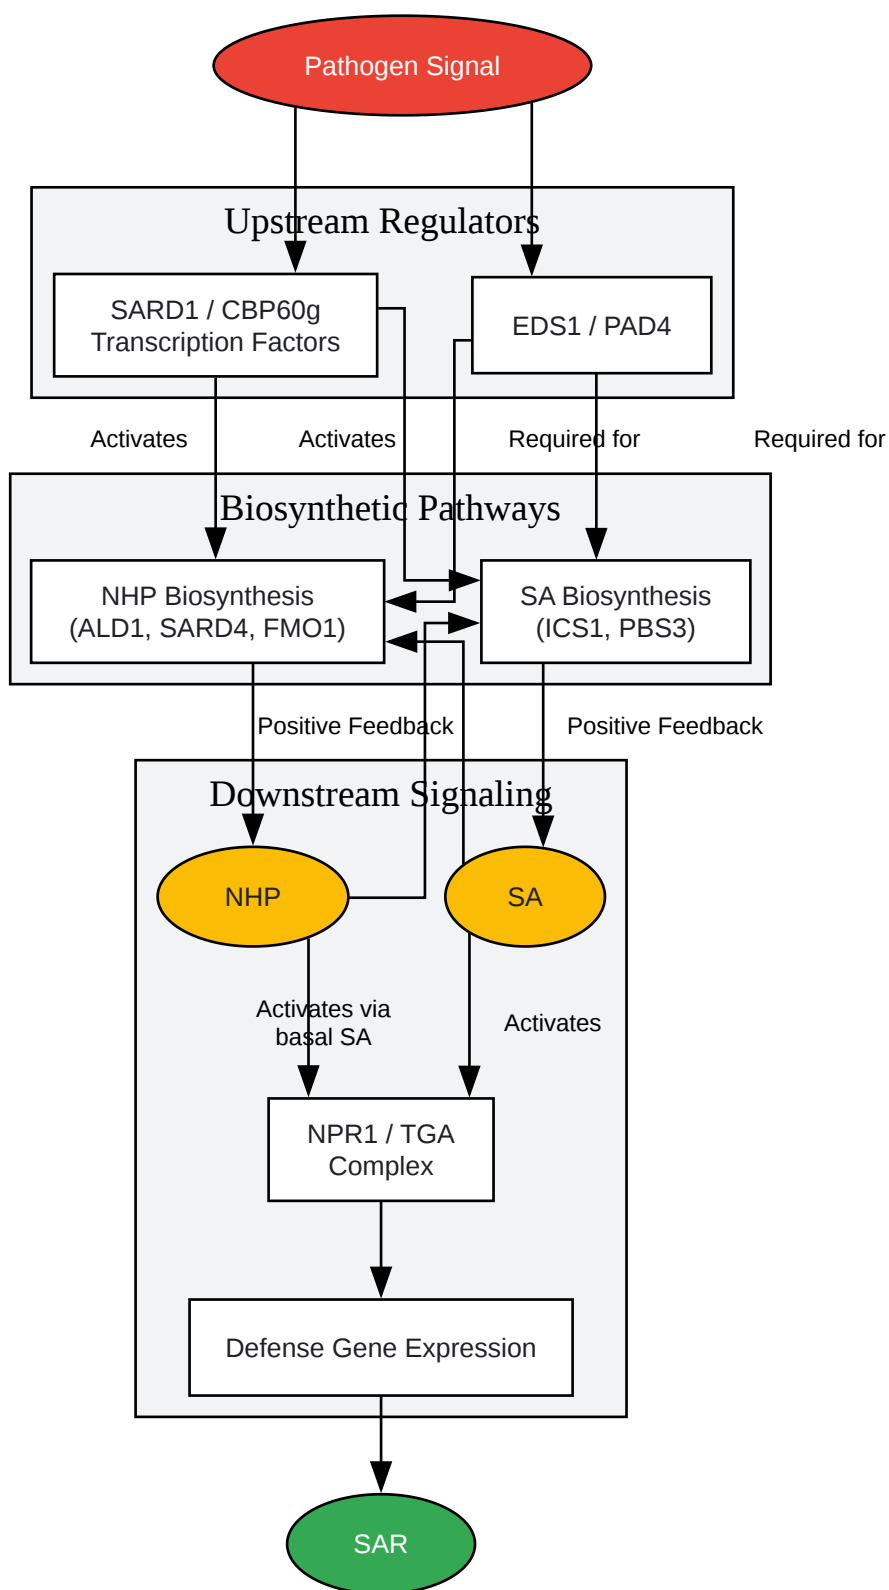 Pathogen Signal
Upstream Regulators
SARD1 / CBP60g
Transcription Factors
EDS1 / PAD4
Activates
Activates
Required for
Required for
Biosynthetic Pathways
NHP Biosynthesis
(ALD1, SARD4, FMO1)
SA Biosynthesis
(ICS1, PBS3)
Positive Feedback
Positive Feedback
Downstream Signaling
NHP
SA
Activates via
basal SA
Activates
NPR1 / TGA
Complex
Defense Gene Expression
SAR